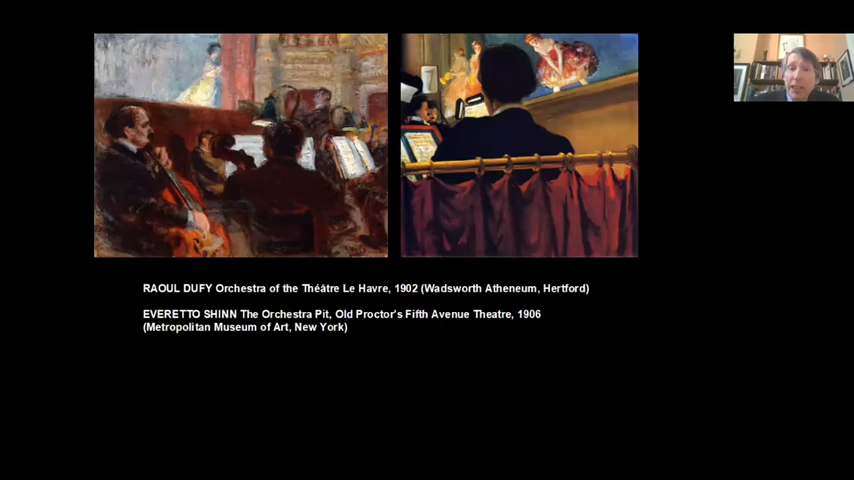 RAOUL DUFY Orchestra of the Théâtre Le Havre, 1902 (Wadsworth Atheneum, Hertford)
EVERETTO SHINN The Orchestra Pit, Old Proctor's Fifth Avenue Theatre, 1906
(Metropolitan Museum of Art, New York)